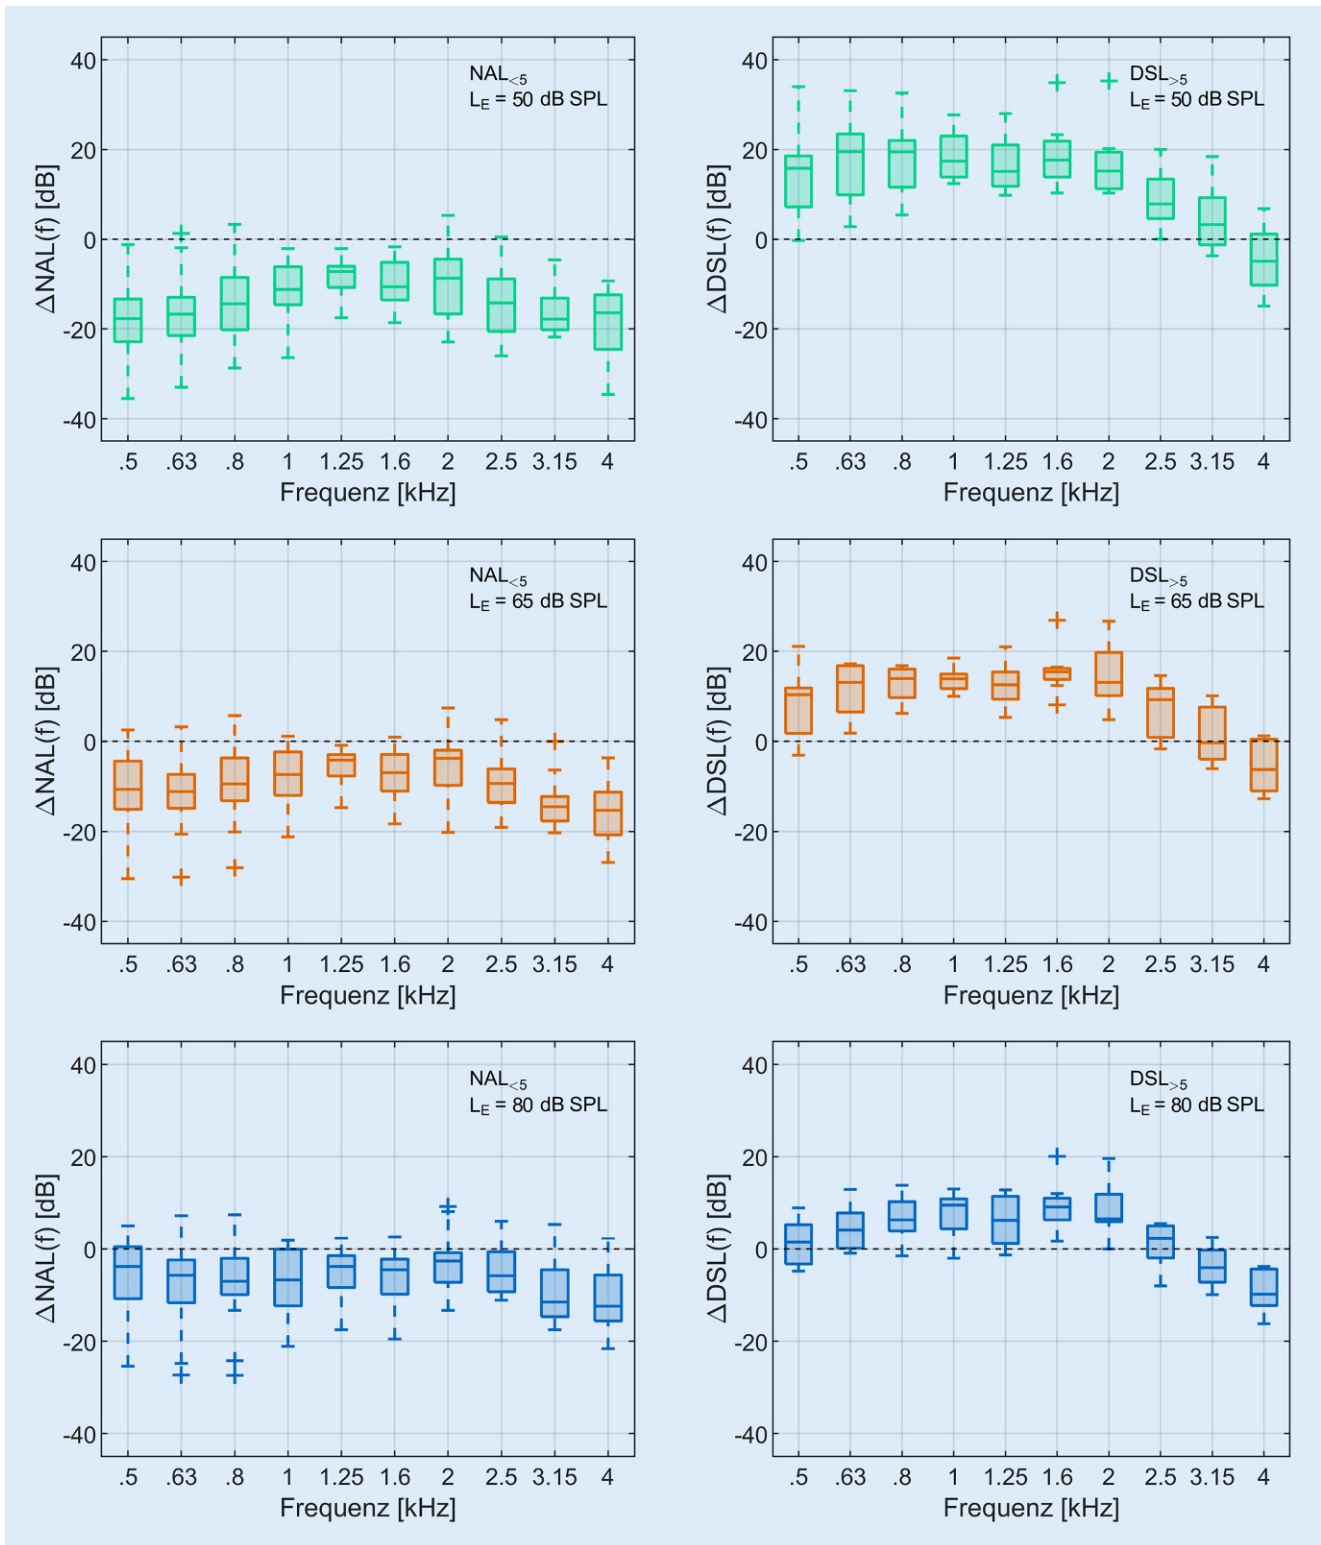 NAL<5
LE = 50 dB SPL
40
20
0
-20
-40
ΔNAL(f) [dB]
.5 .63 .8 1 1.25 1.6 2 2.5 3.15 4
Frequenz [kHz]
DSL>5
LE = 50 dB SPL
40
20
0
-20
-40
ΔDSL(f) [dB]
.5 .63 .8 1 1.25 1.6 2 2.5 3.15 4
Frequenz [kHz]
NAL<5
LE = 65 dB SPL
40
20
0
-20
-40
ΔNAL(f) [dB]
.5 .63 .8 1 1.25 1.6 2 2.5 3.15 4
Frequenz [kHz]
DSL>5
LE = 65 dB SPL
40
20
0
-20
-40
ΔDSL(f) [dB]
.5 .63 .8 1 1.25 1.6 2 2.5 3.15 4
Frequenz [kHz]
NAL<5
LE = 80 dB SPL
40
20
0
-20
-40
ΔNAL(f) [dB]
.5 .63 .8 1 1.25 1.6 2 2.5 3.15 4
Frequenz [kHz]
DSL>5
LE = 80 dB SPL
40
20
0
-20
-40
ΔDSL(f) [dB]
.5 .63 .8 1 1.25 1.6 2 2.5 3.15 4
Frequenz [kHz]